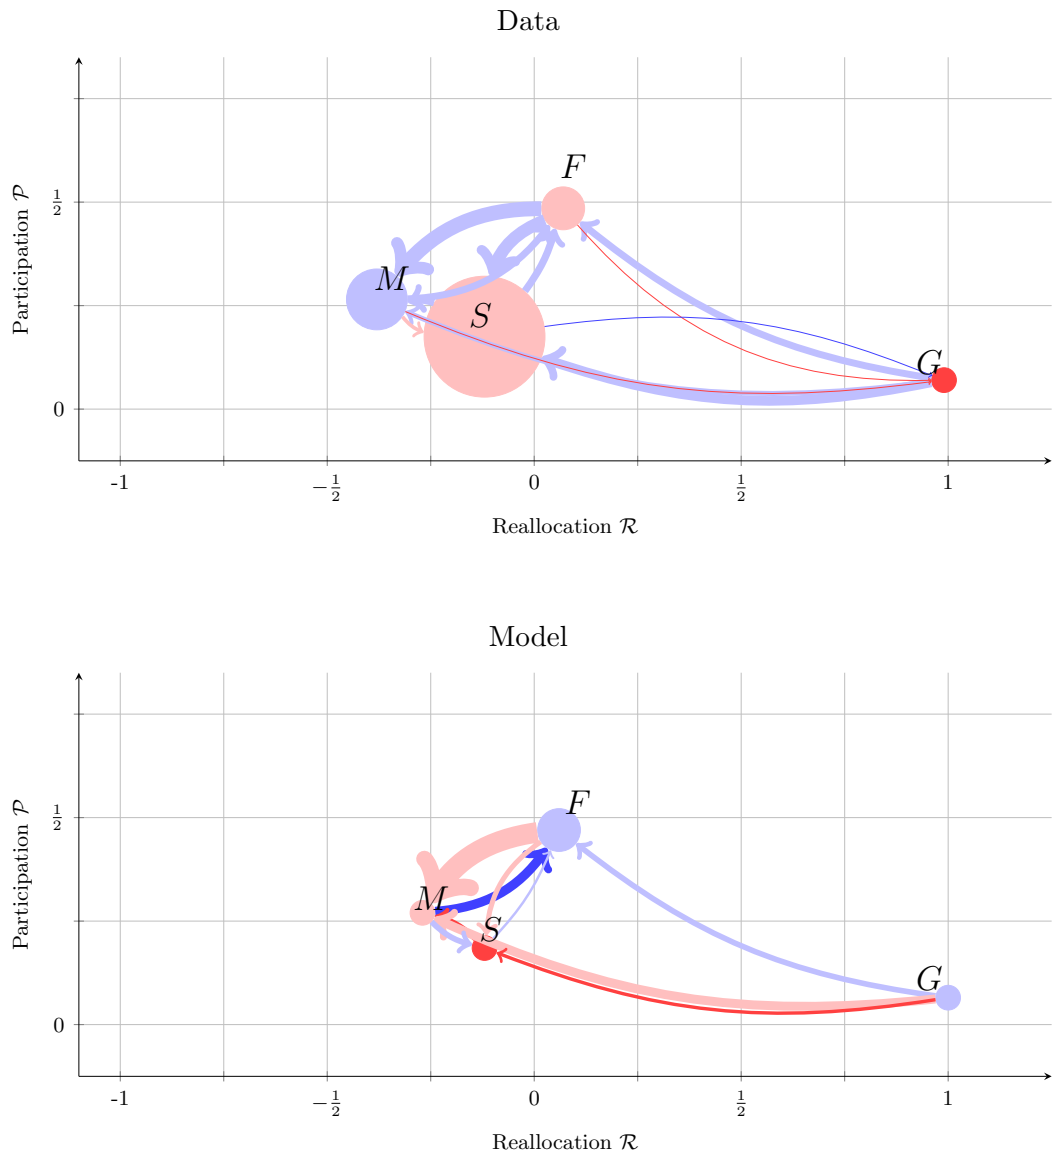 Data
Participation 𝒫
1/2
0
F
M
S
G
-1
−1/2
0
1/2
1
Reallocation ℛ
Model
Participation 𝒫
1/2
0
F
M
S
G
-1
−1/2
0
1/2
1
Reallocation ℛ